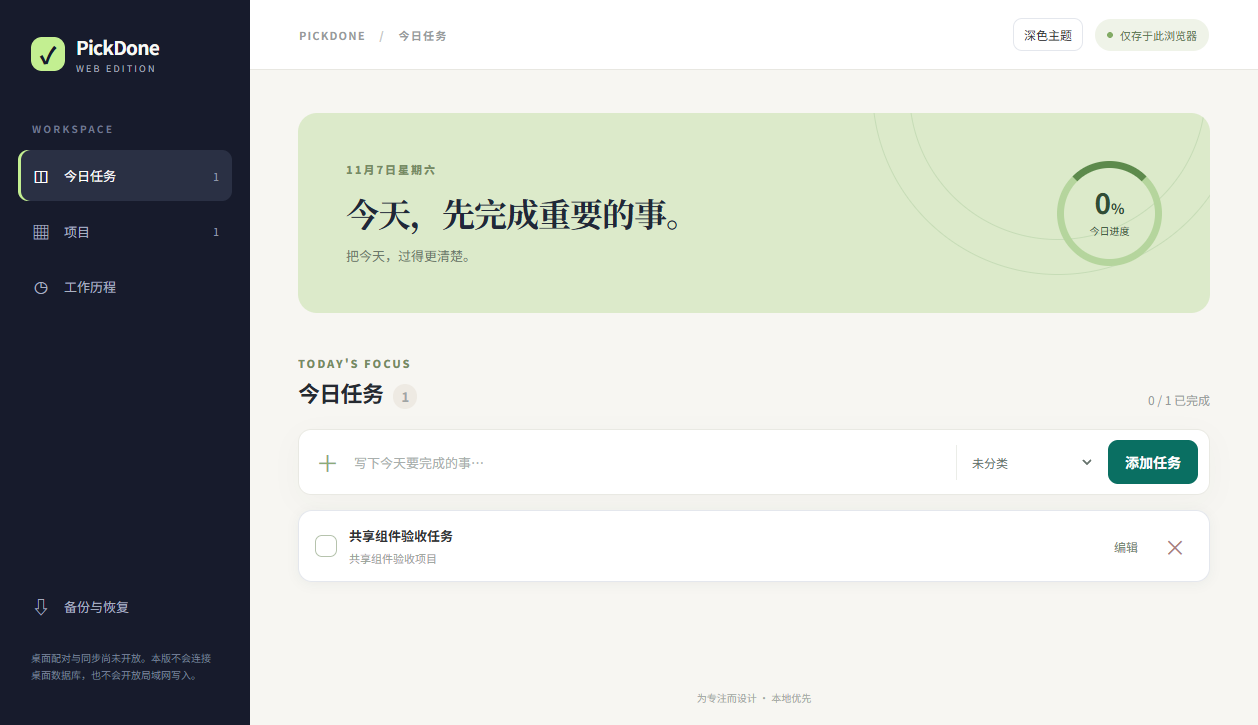 PickDone
WEB EDITION
WORKSPACE
今日任务 1
项目 1
工作历程
备份与恢复
桌面配对与同步尚未开放。本版不会连接
桌面数据库，也不会开放局域网写入。
PICKDONE / 今日任务
深色主题
仅存于此浏览器
11月7日星期六
今天，先完成重要的事。
把今天，过得更清楚。
0%
今日进度
TODAY'S FOCUS
今日任务 1
0 / 1 已完成
写下今天要完成的事…
未分类
添加任务
共享组件验收任务
共享组件验收项目
编辑
为专注而设计 · 本地优先